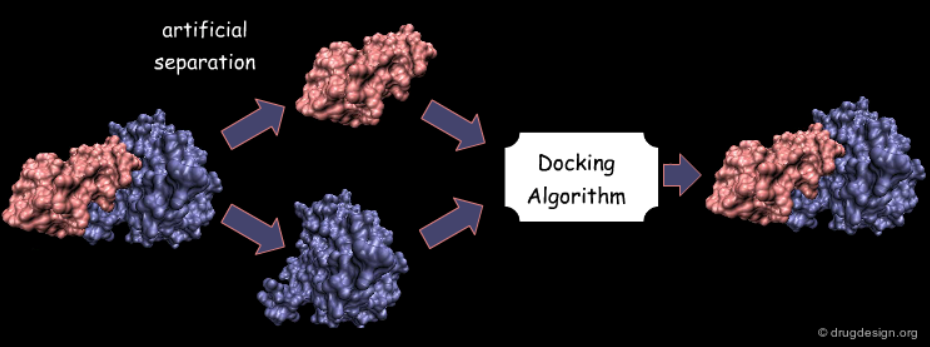 artificial
separation
Docking
Algorithm
© drugdesign.org